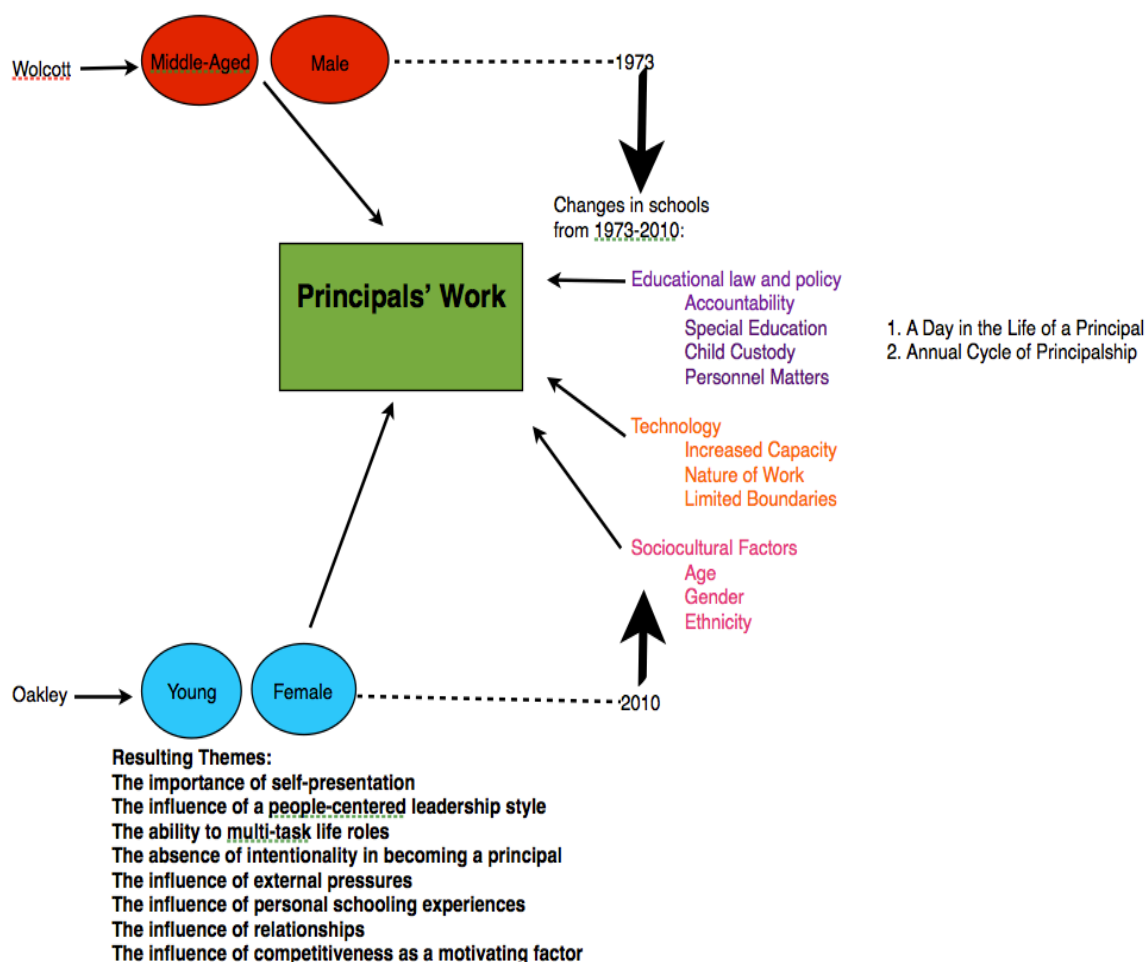 Wolcott
Middle-Aged
Male
1973
Changes in schools
from 1973-2010:
Principals' Work
Educational law and policy
Accountability
Special Education
Child Custody
Personnel Matters
1. A Day in the Life of a Principal
2. Annual Cycle of Principalship
Technology
Increased Capacity
Nature of Work
Limited Boundaries
Sociocultural Factors
Age
Gender
Ethnicity
Oakley
Young
Female
2010
Resulting Themes:
The importance of self-presentation
The influence of a people-centered leadership style
The ability to multi-task life roles
The absence of intentionality in becoming a principal
The influence of external pressures
The influence of personal schooling experiences
The influence of relationships
The influence of competitiveness as a motivating factor